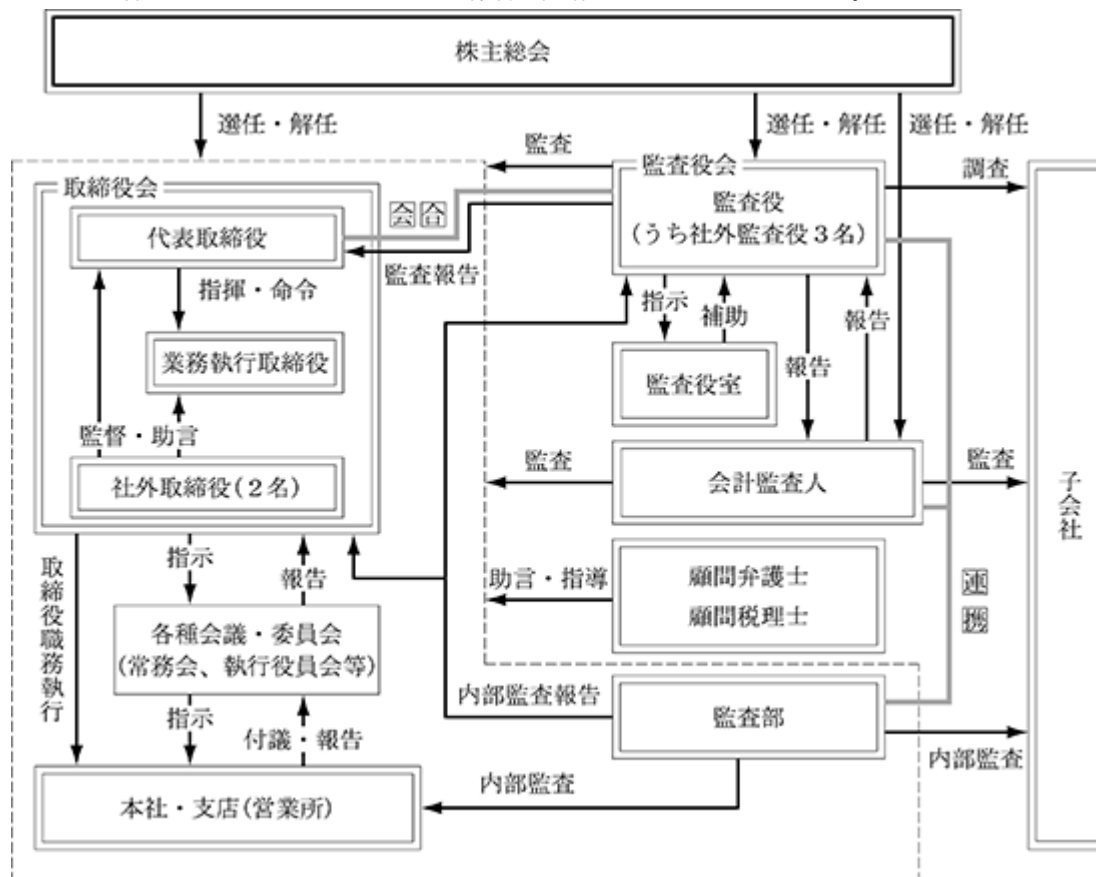 株主総会
選任・解任
選任・解任
選任・解任
監査
監査役会
調査
取締役会
会合
監査役
(うち社外監査役3名)
代表取締役
監査報告
指揮・命令
指示
補助
報告
業務執行取締役
監査役室
報告
監督・助言
監査
監査
社外取締役(2名)
会計監査人
子会社
取締役職務執行
指示
報告
助言・指導
顧問弁護士
顧問税理士
連携
各種会議・委員会
(常務会、執行役員会等)
内部監査報告
監査部
指示
付議・報告
内部監査
内部監査
本社・支店(営業所)